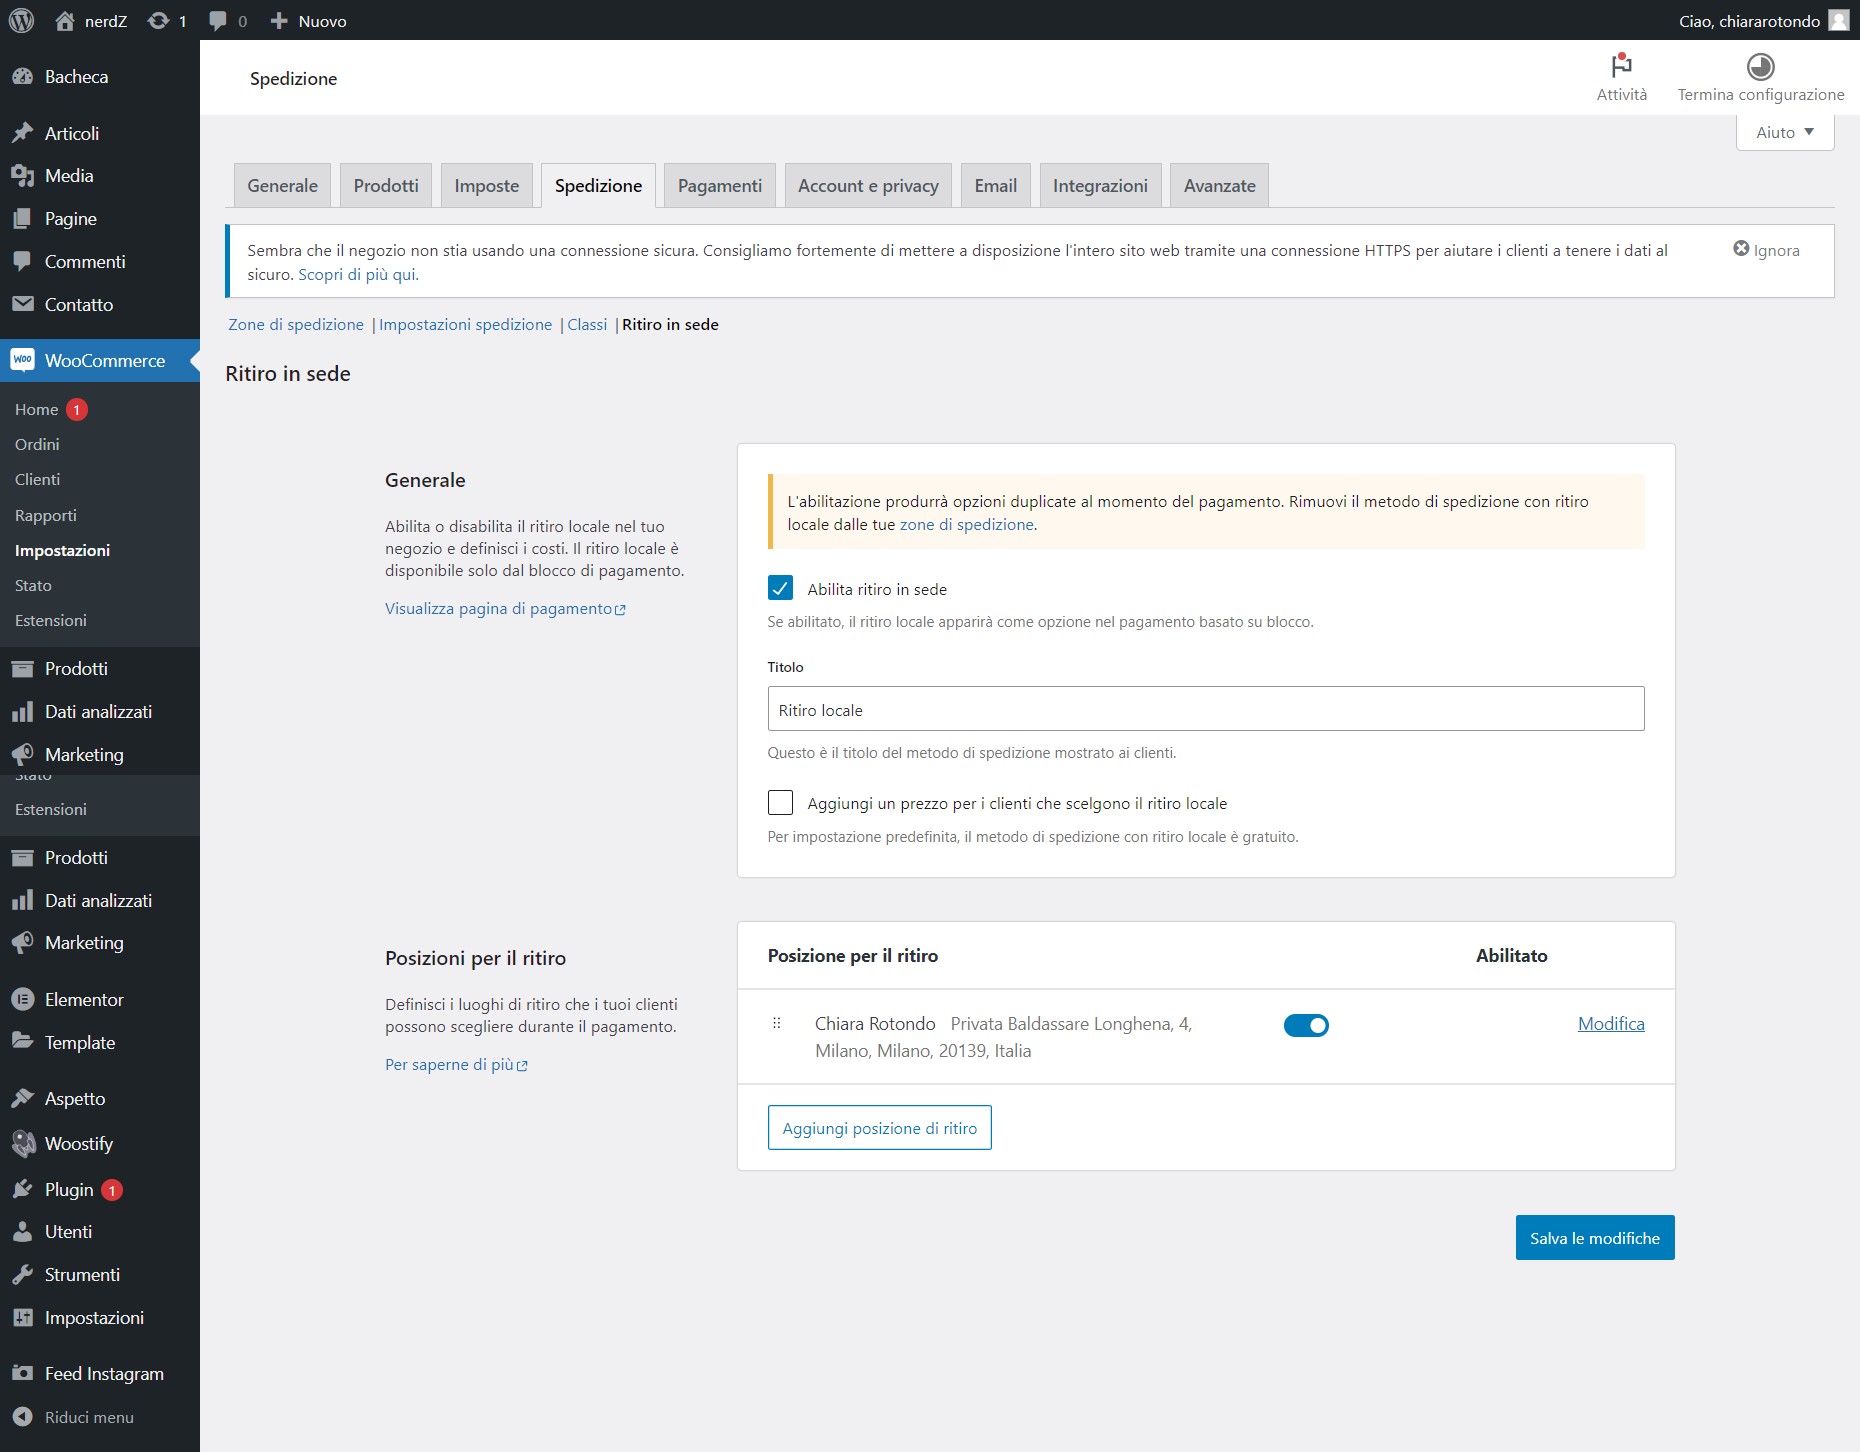 nerdZ 1 0 Nuovo
Ciao, chiararotondo
Bacheca
Articoli
Media
Pagine
Commenti
Contatto
WooCommerce
Home 1
Ordini
Clienti
Rapporti
Impostazioni
Stato
Estensioni
Prodotti
Dati analizzati
Marketing
Stato
Estensioni
Prodotti
Dati analizzati
Marketing
Elementor
Template
Aspetto
Woostify
Plugin 1
Utenti
Strumenti
Impostazioni
Feed Instagram
Riduci menu
Spedizione
Attività
Termina configurazione
Aiuto
Generale Prodotti Imposte Spedizione Pagamenti Account e privacy Email Integrazioni Avanzate
Sembra che il negozio non stia usando una connessione sicura. Consigliamo fortemente di mettere a disposizione l'intero sito web tramite una connessione HTTPS per aiutare i clienti a tenere i dati al
sicuro. Scopri di più qui.
Ignora
Zone di spedizione | Impostazioni spedizione | Classi | Ritiro in sede
Ritiro in sede
Generale
Abilita o disabilita il ritiro locale nel tuo
negozio e definisci i costi. Il ritiro locale è
disponibile solo dal blocco di pagamento.
Visualizza pagina di pagamento
L'abilitazione produrrà opzioni duplicate al momento del pagamento. Rimuovi il metodo di spedizione con ritiro
locale dalle tue zone di spedizione.
Abilita ritiro in sede
Se abilitato, il ritiro locale apparirà come opzione nel pagamento basato su blocco.
Titolo
Ritiro locale
Questo è il titolo del metodo di spedizione mostrato ai clienti.
Aggiungi un prezzo per i clienti che scelgono il ritiro locale
Per impostazione predefinita, il metodo di spedizione con ritiro locale è gratuito.
Posizioni per il ritiro
Definisci i luoghi di ritiro che i tuoi clienti
possono scegliere durante il pagamento.
Per saperne di più
Posizione per il ritiro
Abilitato
Chiara Rotondo Privata Baldassare Longhena, 4,
Milano, Milano, 20139, Italia
Modifica
Aggiungi posizione di ritiro
Salva le modifiche